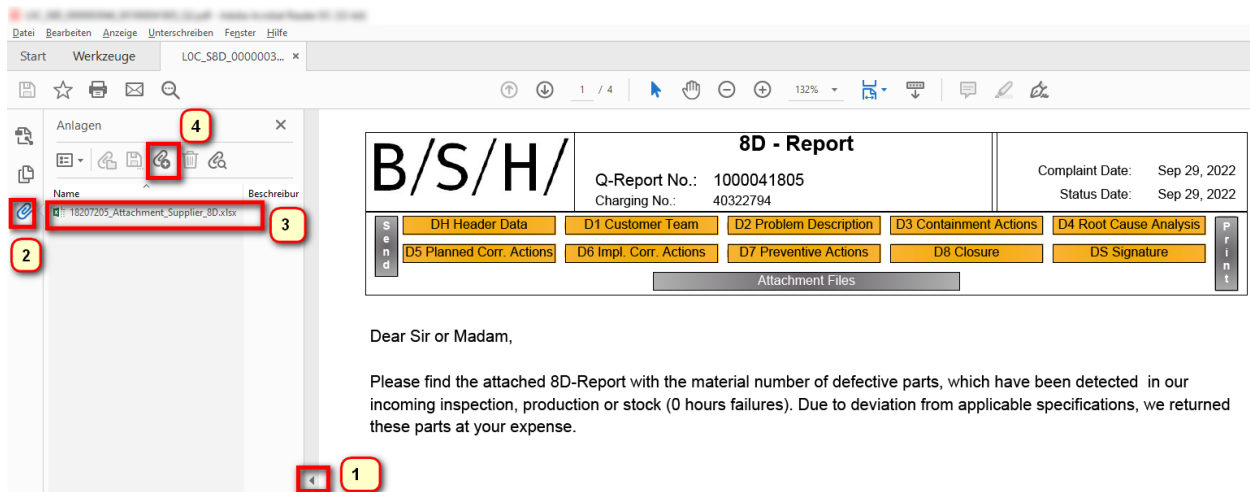 Datei Bearbeiten Anzeige Unterschreiben Fenster Hilfe
Start Werkzeuge L0C_S8D_0000003... ×
1 / 4 132%
Anlagen 4 ×
Name Beschreibur
18207205_Attachment_Supplier_8D.xlsx
3
2
1
B/S/H/
8D - Report
Q-Report No.: 1000041805
Charging No.: 40322794
Complaint Date: Sep 29, 2022
Status Date: Sep 29, 2022
Send
DH Header Data D1 Customer Team D2 Problem Description D3 Containment Actions D4 Root Cause Analysis
D5 Planned Corr. Actions D6 Impl. Corr. Actions D7 Preventive Actions D8 Closure DS Signature
Print
Attachment Files
Dear Sir or Madam,
Please find the attached 8D-Report with the material number of defective parts, which have been detected in our
incoming inspection, production or stock (0 hours failures). Due to deviation from applicable specifications, we returned
these parts at your expense.